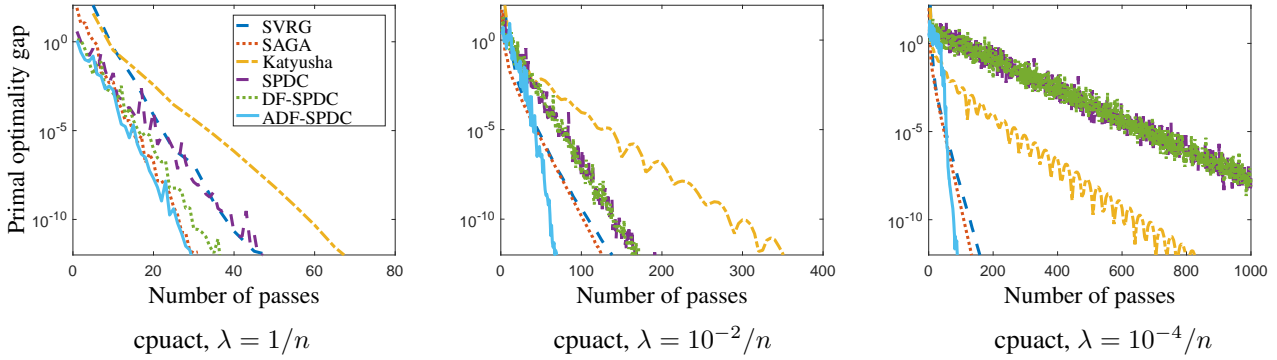 Primal optimality gap
10^0
10^-5
10^-10
SVRG
SAGA
Katyusha
SPDC
DF-SPDC
ADF-SPDC
0 20 40 60 80
Number of passes
cpuact, λ = 1/n
10^0
10^-5
10^-10
0 100 200 300 400
Number of passes
cpuact, λ = 10^-2/n
10^0
10^-5
10^-10
0 200 400 600 800 1000
Number of passes
cpuact, λ = 10^-4/n